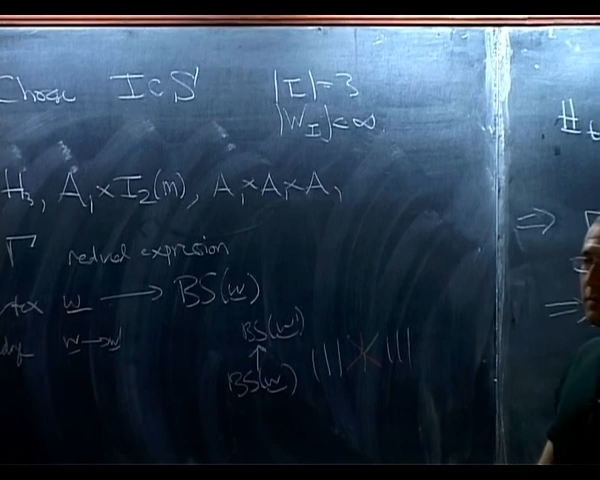 Choose I ⊂ S |I| = 3
|W_I| < ∞
H_3, A_1 × I_2(m), A_1 × A_1 × A_1
Γ reduced expression
w → BS(w)
w → w'
BS(w')
↑
BS(w)
⇒
⇒